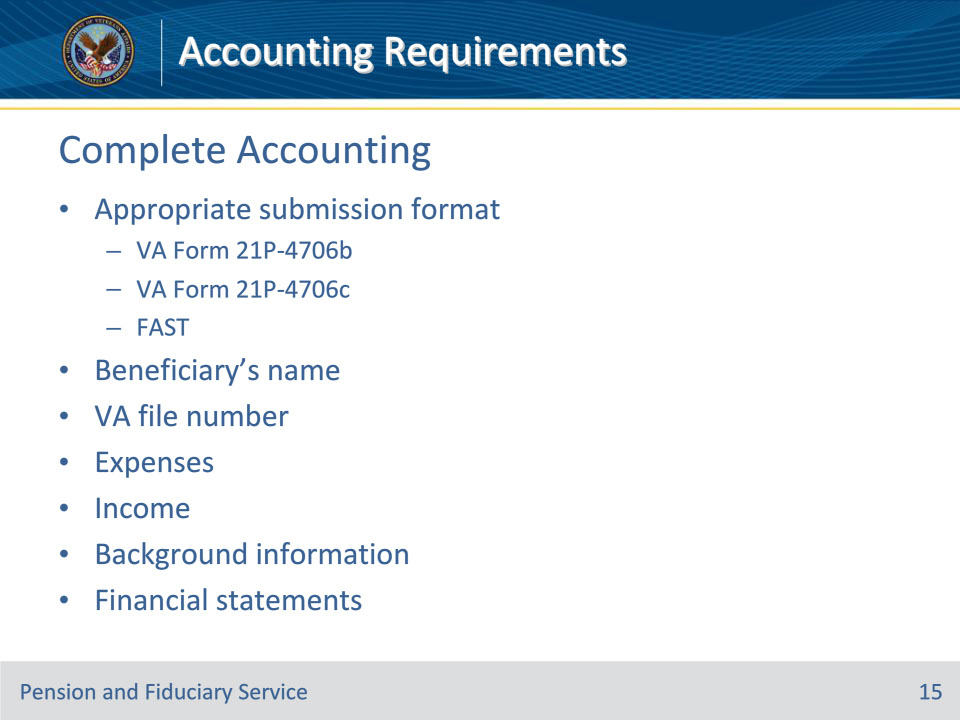 Accounting Requirements
Complete Accounting
• Appropriate submission format
– VA Form 21P-4706b
– VA Form 21P-4706c
– FAST
• Beneficiary’s name
• VA file number
• Expenses
• Income
• Background information
• Financial statements
Pension and Fiduciary Service 15